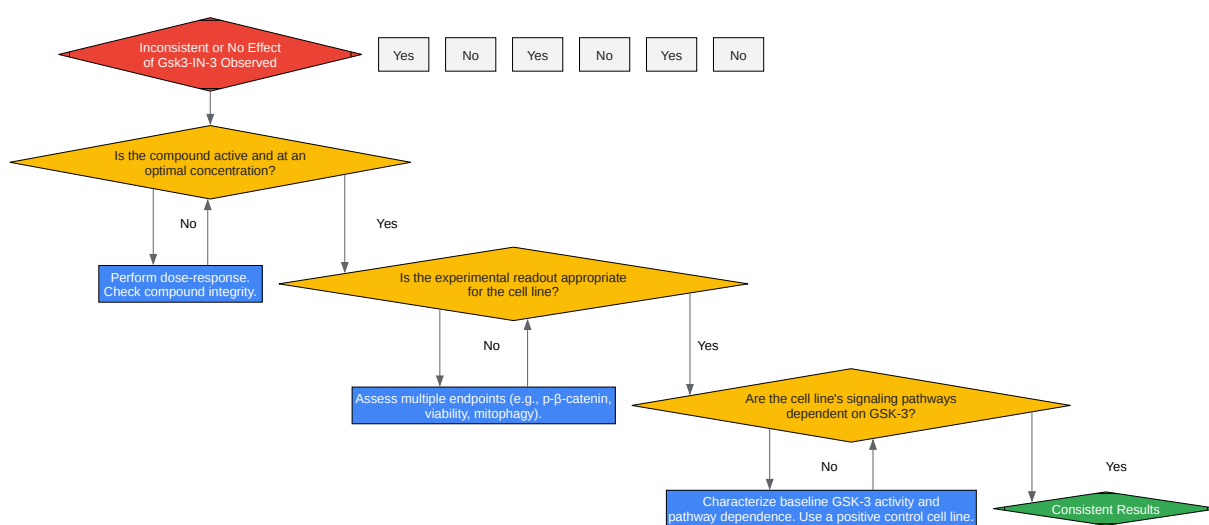 Inconsistent or No Effect
of Gsk3-IN-3 Observed
Yes
No
Yes
No
Yes
No
Is the compound active and at an
optimal concentration?
No
Yes
Perform dose-response.
Check compound integrity.
Is the experimental readout appropriate
for the cell line?
No
Yes
Assess multiple endpoints (e.g., p-β-catenin,
viability, mitophagy).
Are the cell line's signaling pathways
dependent on GSK-3?
No
Yes
Characterize baseline GSK-3 activity and
pathway dependence. Use a positive control cell line.
Consistent Results